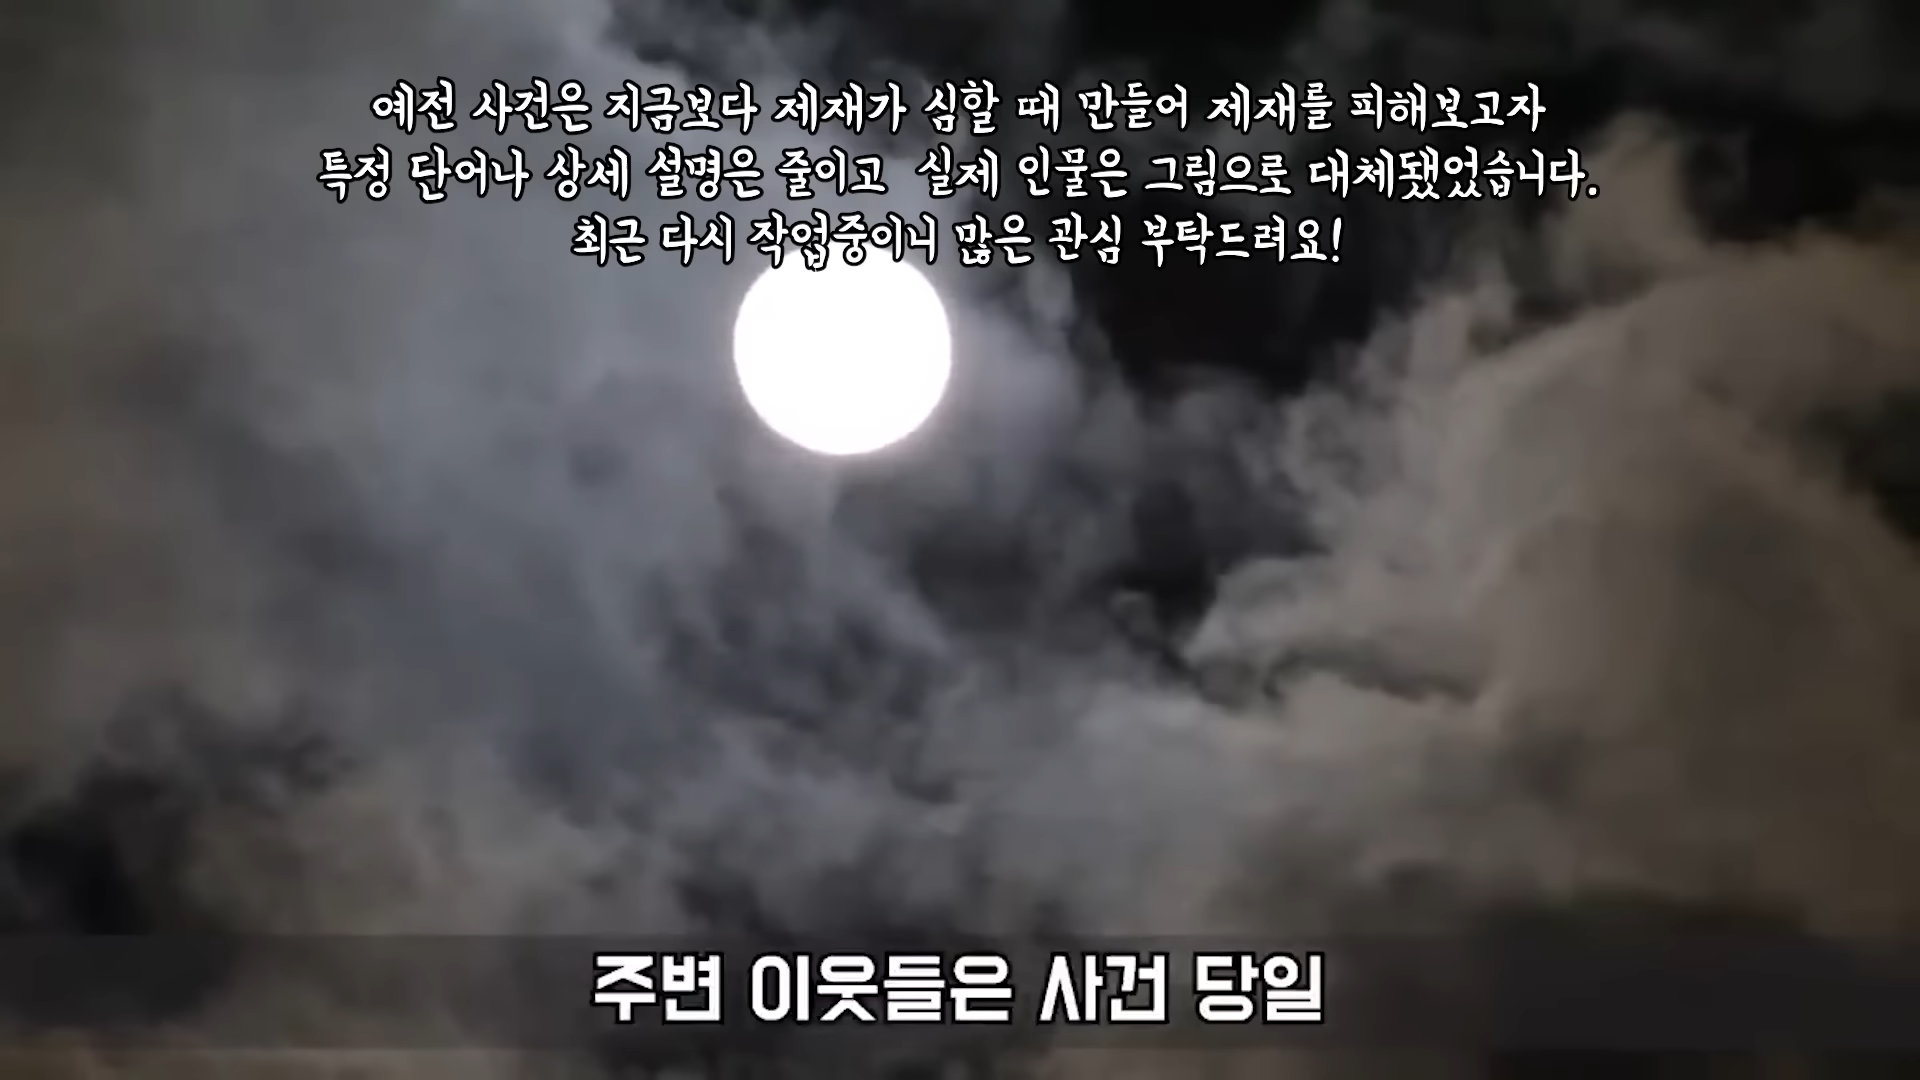 예전 사건은 지금보다 제재가 심할 때 만들어 제재를 피해보고자
특정 단어나 상세 설명은 줄이고 실제 인물은 그림으로 대체됐었습니다.
최근 다시 작업중이니 많은 관심 부탁드려요!
주변 이웃들은 사건 당일